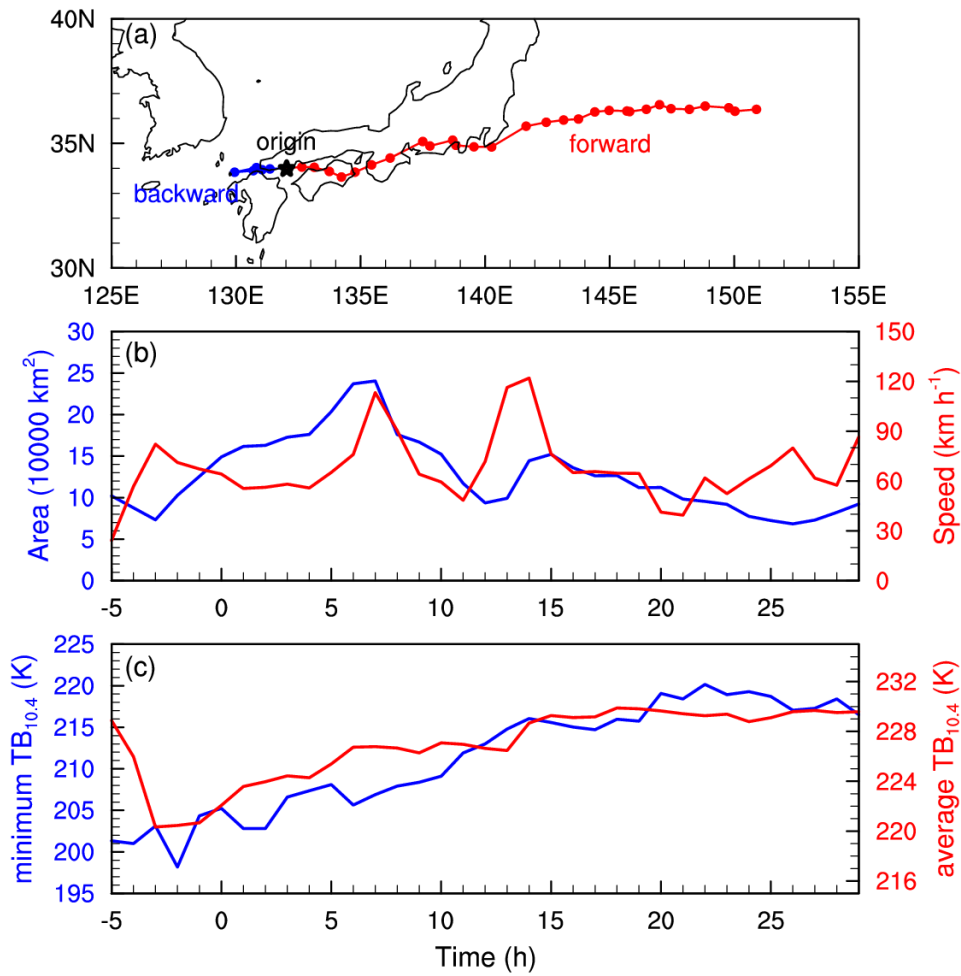 40N
(a)
origin
35N
forward
backward
30N
125E 130E 135E 140E 145E 150E 155E
30 150
(b)
25 120
20 90
15
10 60
5 30
0 0
Area (10000 km²)
Speed (km h⁻¹)
-5 0 5 10 15 20 25
225
(c)
220 232
215 228
210 224
205 220
200 216
195
minimum TB₁₀.₄ (K)
average TB₁₀.₄ (K)
-5 0 5 10 15 20 25
Time (h)